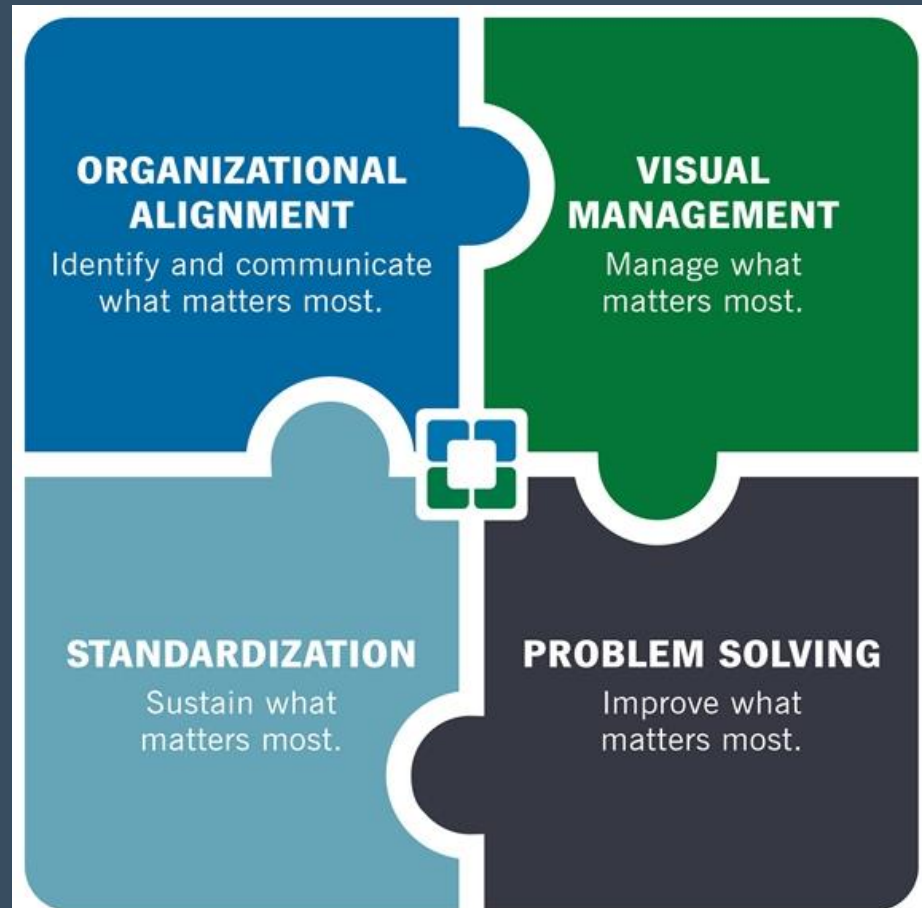 ORGANIZATIONAL
ALIGNMENT
Identify and communicate
what matters most.
VISUAL
MANAGEMENT
Manage what
matters most.
STANDARDIZATION
Sustain what
matters most.
PROBLEM SOLVING
Improve what
matters most.